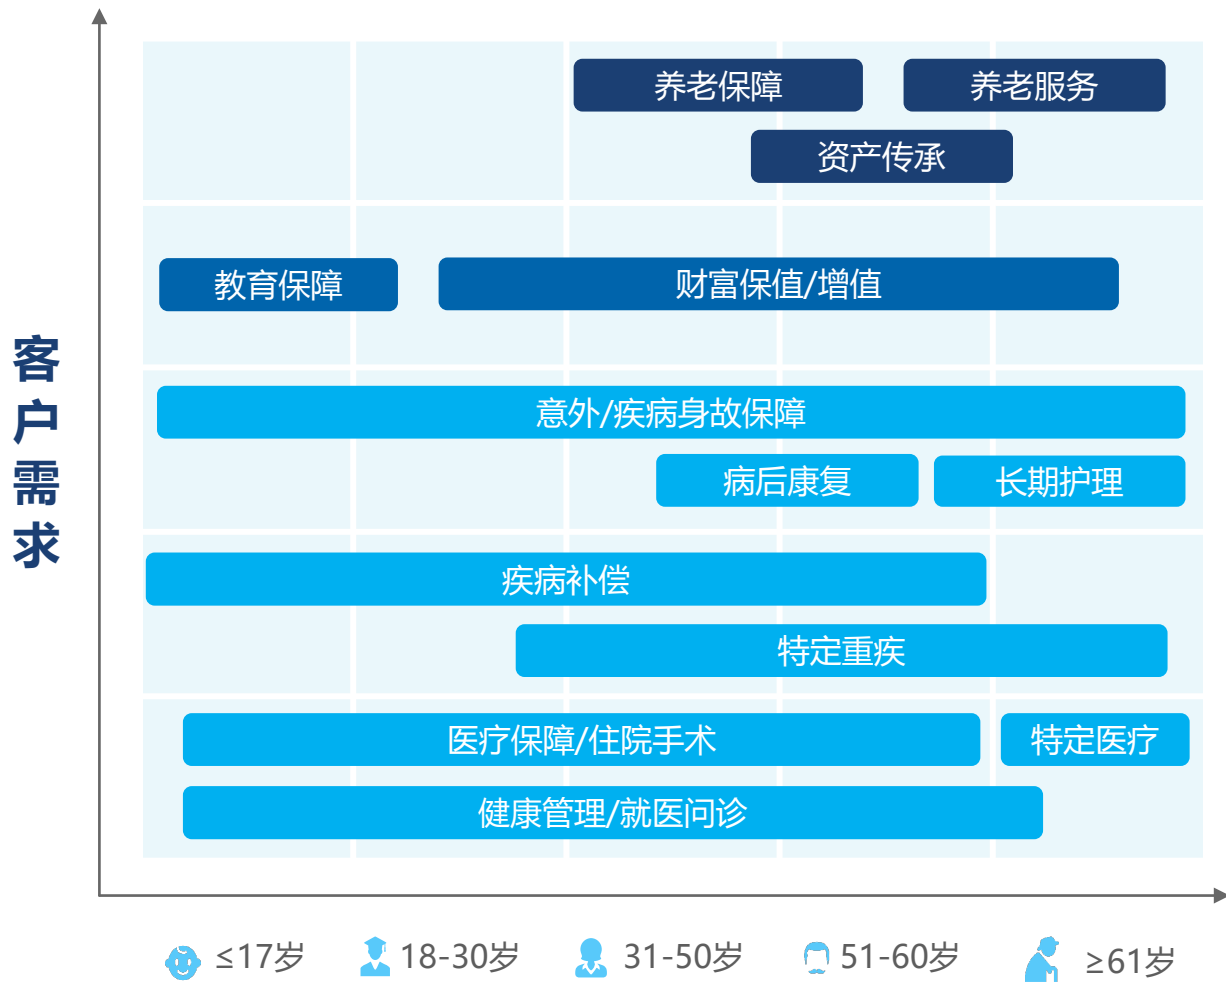 养老保障
养老服务
资产传承
教育保障
财富保值/增值
客户需求
意外/疾病身故保障
病后康复
长期护理
疾病补偿
特定重疾
医疗保障/住院手术
特定医疗
健康管理/就医问诊
≤17岁
18-30岁
31-50岁
51-60岁
≥61岁